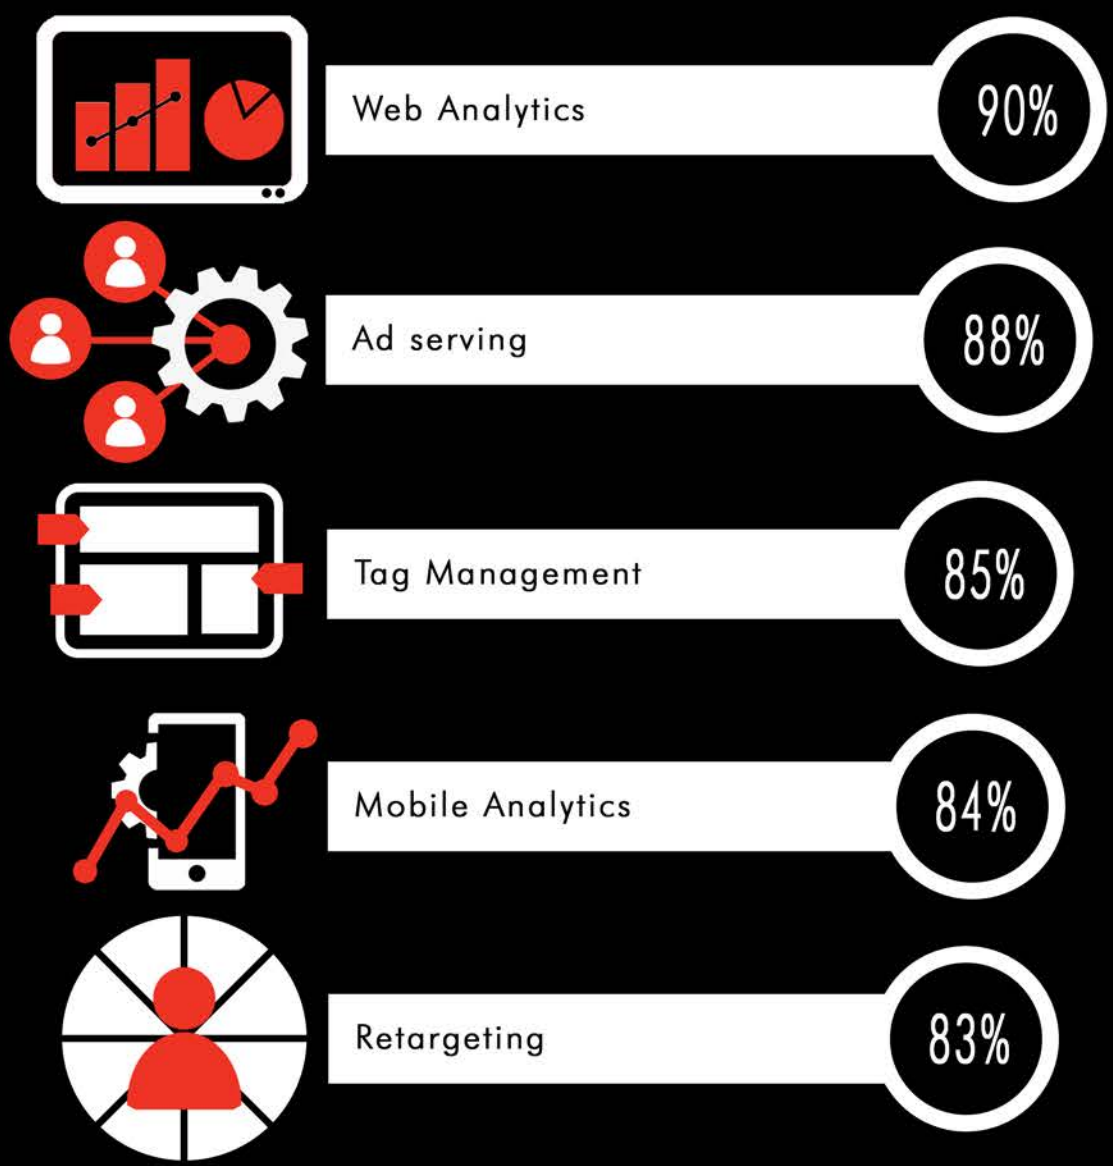 Web Analytics
90%
Ad serving
88%
Tag Management
85%
Mobile Analytics
84%
Retargeting
83%